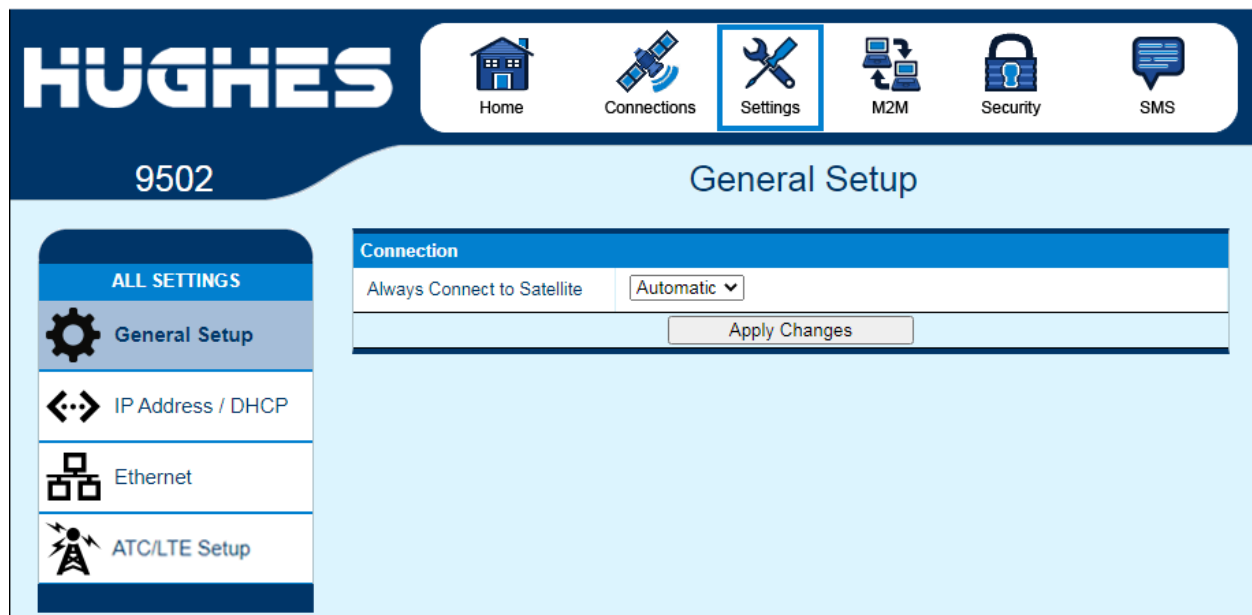 HUGHES
Home
Connections
Settings
M2M
Security
SMS
9502
General Setup
ALL SETTINGS
General Setup
IP Address / DHCP
Ethernet
ATC/LTE Setup
Connection
Always Connect to Satellite
Automatic
Apply Changes